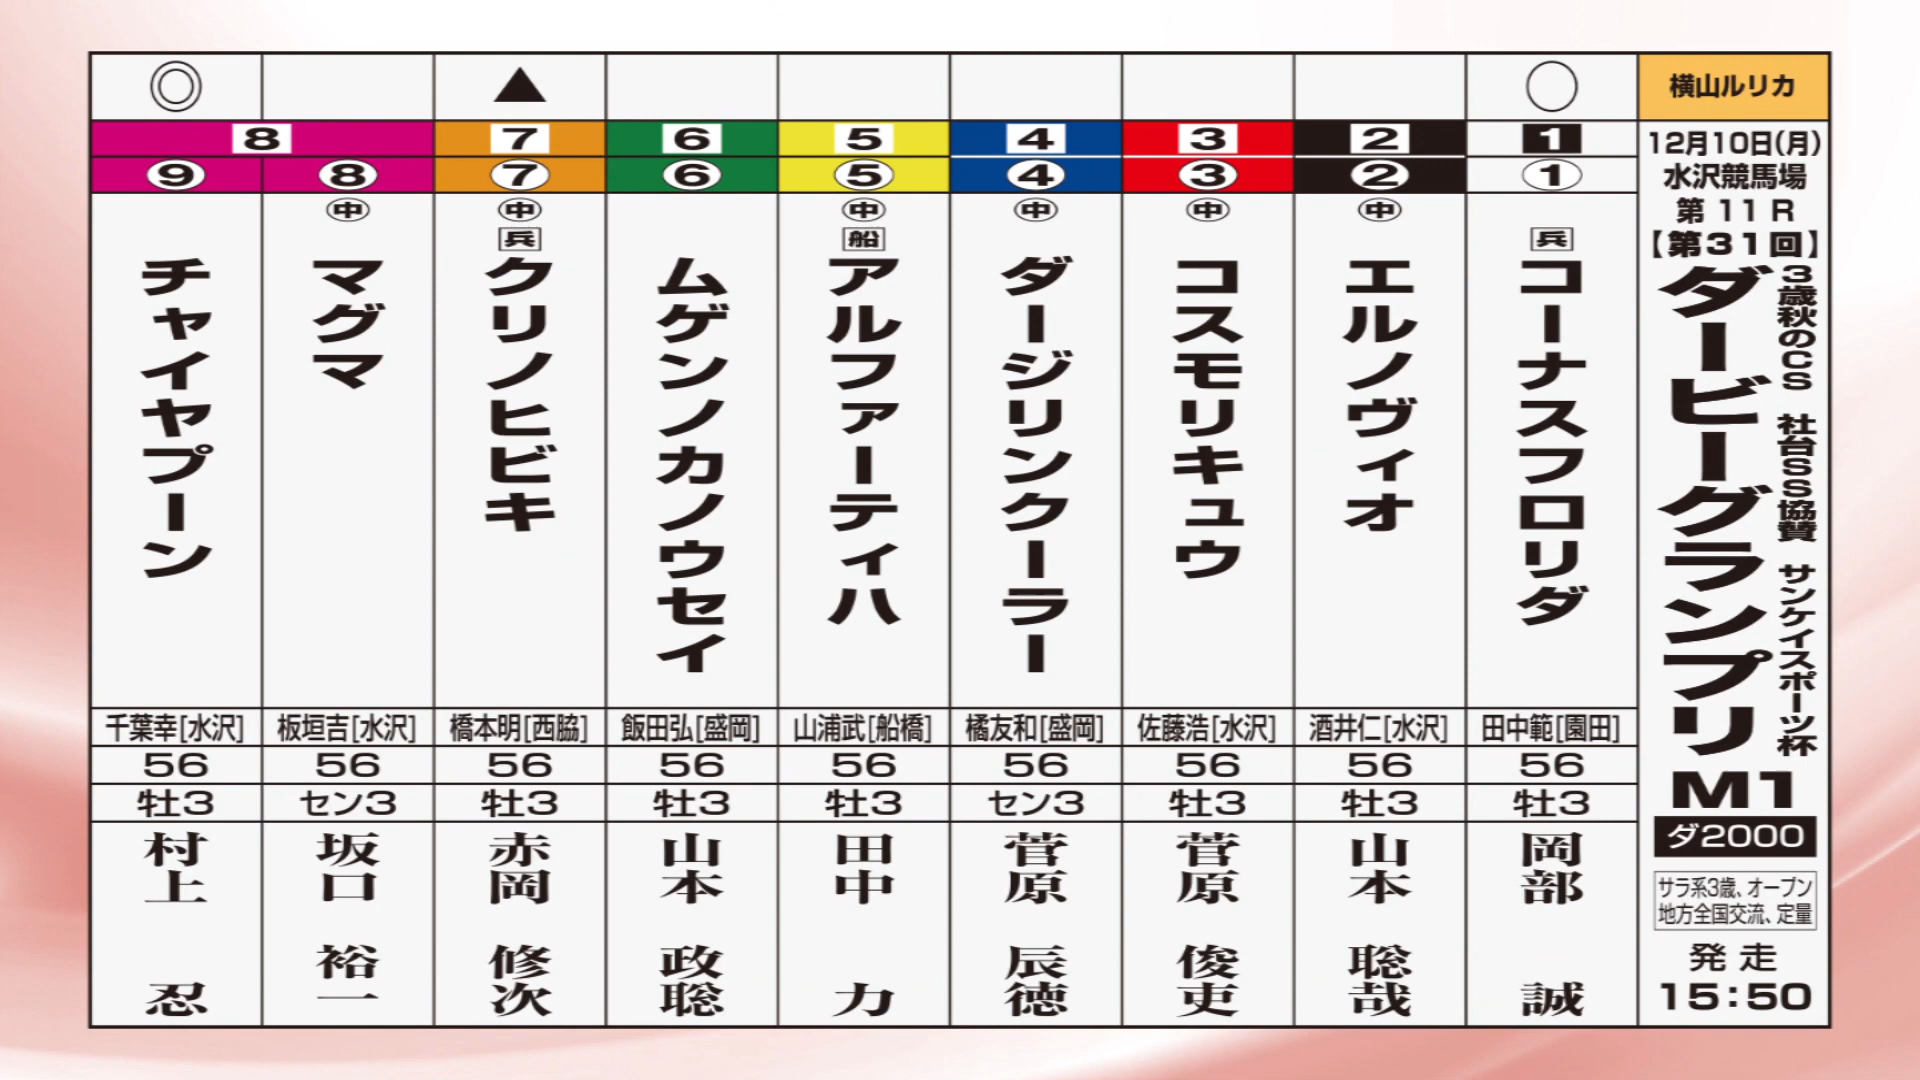 横山ルリカ
12月10日(月)
水沢競馬場
第 11 R
【第31回】
3歳秋のCS 社台SS協賛 サンケイスポーツ杯
ダービーグランプリ
M1
ダ2000
サラ系3歳、オープン
地方全国交流、定量
発走
15:50
○
1
①
兵
コーナスフロリダ
田中範[園田]
56
牡3
岡部 誠
2
②
㊥
エルノヴィオ
酒井仁[水沢]
56
牡3
山本 聡哉
3
③
㊥
コスモリキュウ
佐藤浩[水沢]
56
牡3
菅原 俊吏
4
④
㊥
ダージリンクーラー
橘友和[盛岡]
56
セン3
菅原 辰徳
5
⑤
㊥
船
アルファーティハ
山浦武[船橋]
56
牡3
田中 力
6
⑥
ムゲンノカノウセイ
飯田弘[盛岡]
56
牡3
山本 政聡
▲
7
⑦
㊥
兵
クリノヒビキ
橋本明[西脇]
56
牡3
赤岡 修次
8
⑧
㊥
マグマ
板垣吉[水沢]
56
セン3
坂口 裕一
◎
⑨
チャイヤプーン
千葉幸[水沢]
56
牡3
村上 忍